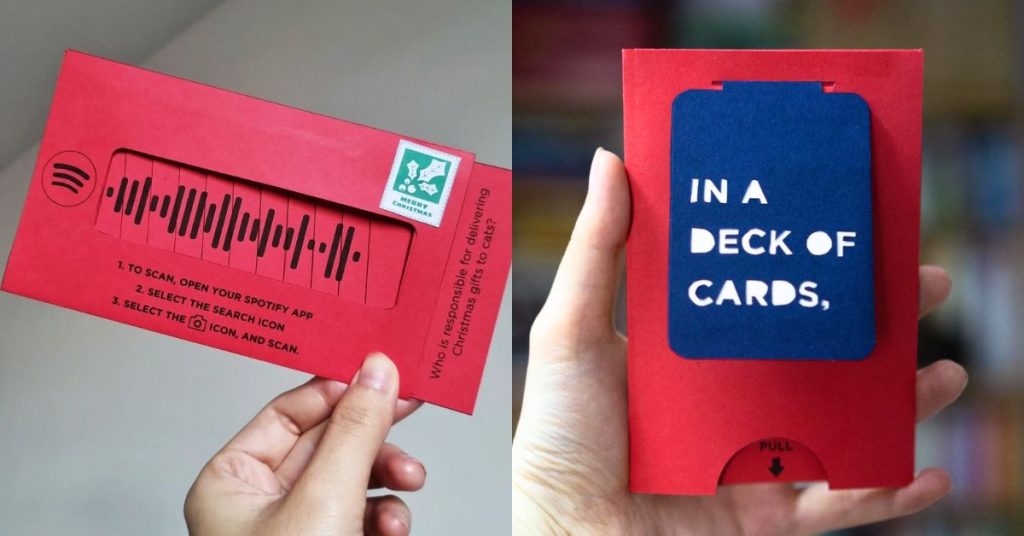 MERRY
CHRISTMAS
1. TO SCAN, OPEN YOUR SPOTIFY APP
2. SELECT THE SEARCH ICON
3. SELECT THE ICON, AND SCAN.
Who is responsible for delivering
Christmas gifts to cats?
IN A
DECK OF
CARDS,
PULL